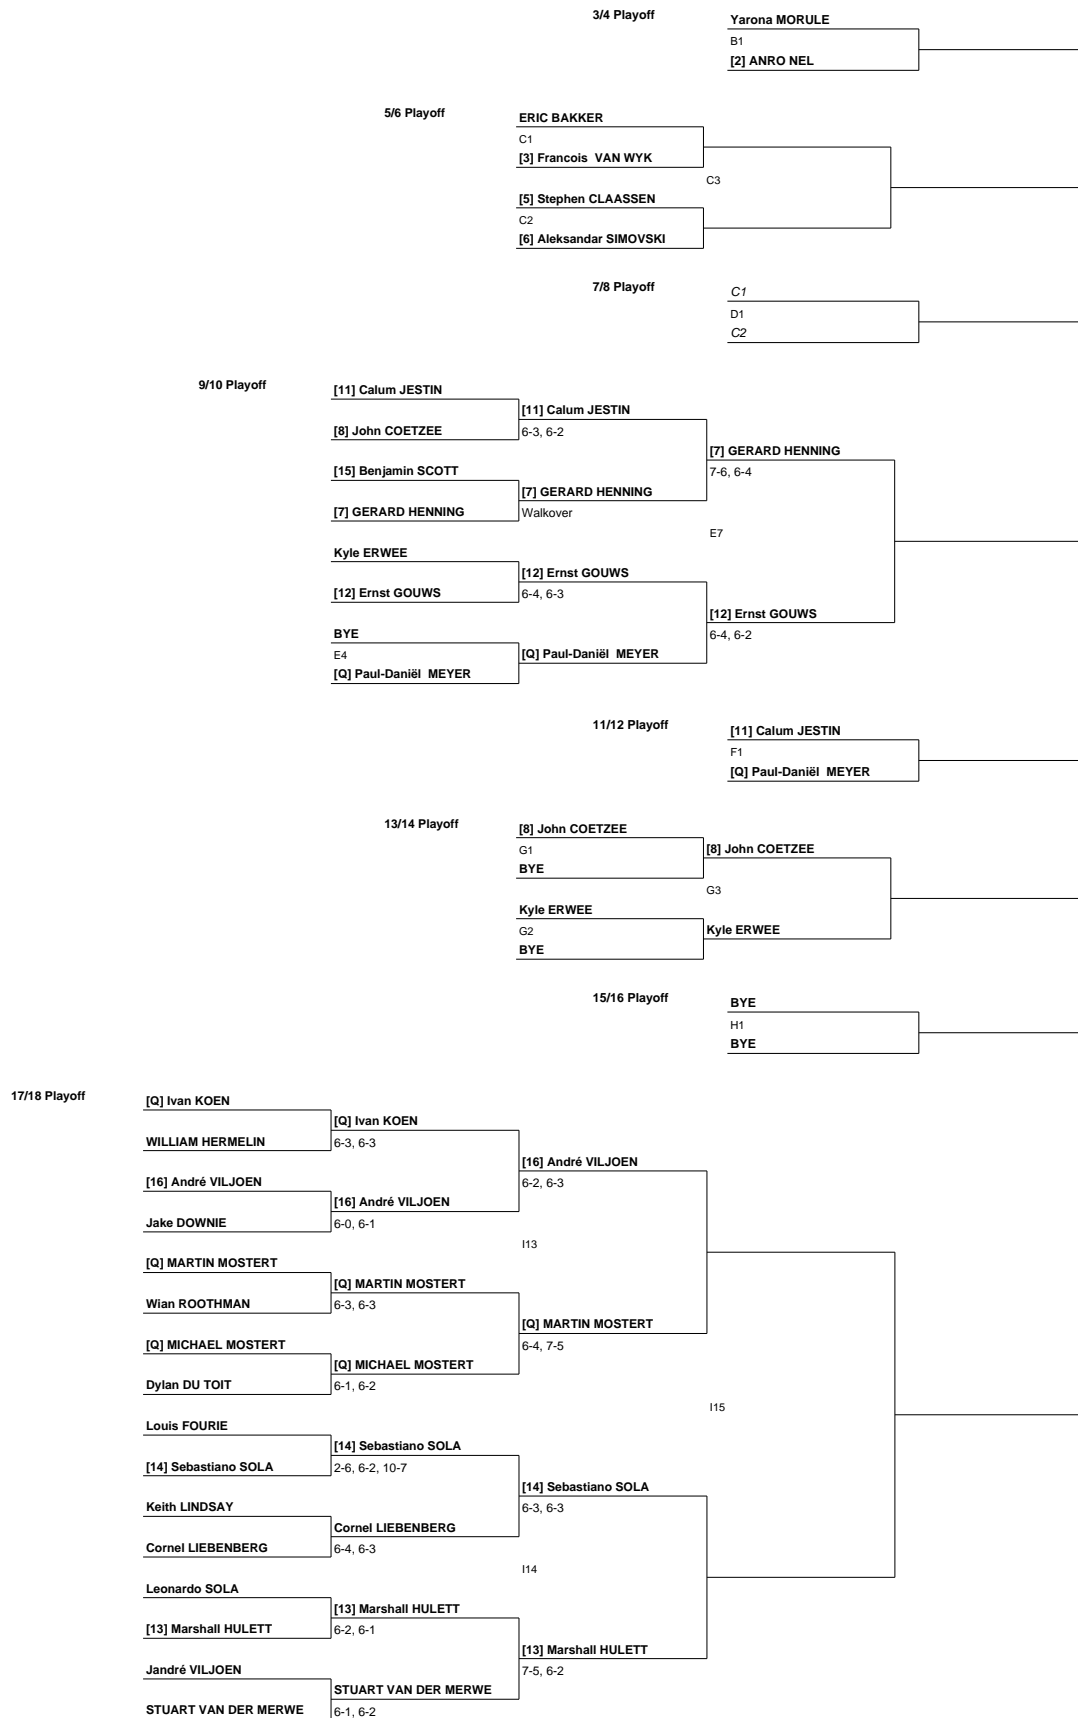 3/4 Playoff
Yarona MORULE
B1
[2] ANRO NEL
5/6 Playoff
ERIC BAKKER
C1
[3] Francois  VAN WYK
C3
[5] Stephen CLAASSEN
C2
[6] Aleksandar SIMOVSKI
7/8 Playoff
C1
D1
C2
9/10 Playoff
[11] Calum JESTIN
[11] Calum JESTIN
[8] John COETZEE
6-3, 6-2
[7] GERARD HENNING
[15] Benjamin SCOTT
7-6, 6-4
[7] GERARD HENNING
[7] GERARD HENNING
Walkover
E7
Kyle ERWEE
[12] Ernst GOUWS
[12] Ernst GOUWS
6-4, 6-3
[12] Ernst GOUWS
BYE
6-4, 6-2
E4
[Q] Paul-Daniël  MEYER
[Q] Paul-Daniël  MEYER
11/12 Playoff
[11] Calum JESTIN
F1
[Q] Paul-Daniël  MEYER
13/14 Playoff
[8] John COETZEE
G1
[8] John COETZEE
BYE
G3
Kyle ERWEE
G2
Kyle ERWEE
BYE
15/16 Playoff
BYE
H1
BYE
17/18 Playoff
[Q] Ivan KOEN
[Q] Ivan KOEN
WILLIAM HERMELIN
6-3, 6-3
[16] André VILJOEN
[16] André VILJOEN
6-2, 6-3
[16] André VILJOEN
Jake DOWNIE
6-0, 6-1
I13
[Q] MARTIN MOSTERT
[Q] MARTIN MOSTERT
Wian ROOTHMAN
6-3, 6-3
[Q] MARTIN MOSTERT
[Q] MICHAEL MOSTERT
6-4, 7-5
[Q] MICHAEL MOSTERT
Dylan DU TOIT
6-1, 6-2
I15
Louis FOURIE
[14] Sebastiano SOLA
[14] Sebastiano SOLA
2-6, 6-2, 10-7
[14] Sebastiano SOLA
Keith LINDSAY
6-3, 6-3
Cornel LIEBENBERG
Cornel LIEBENBERG
6-4, 6-3
I14
Leonardo SOLA
[13] Marshall HULETT
[13] Marshall HULETT
6-2, 6-1
[13] Marshall HULETT
Jandré VILJOEN
7-5, 6-2
STUART VAN DER MERWE
STUART VAN DER MERWE
6-1, 6-2